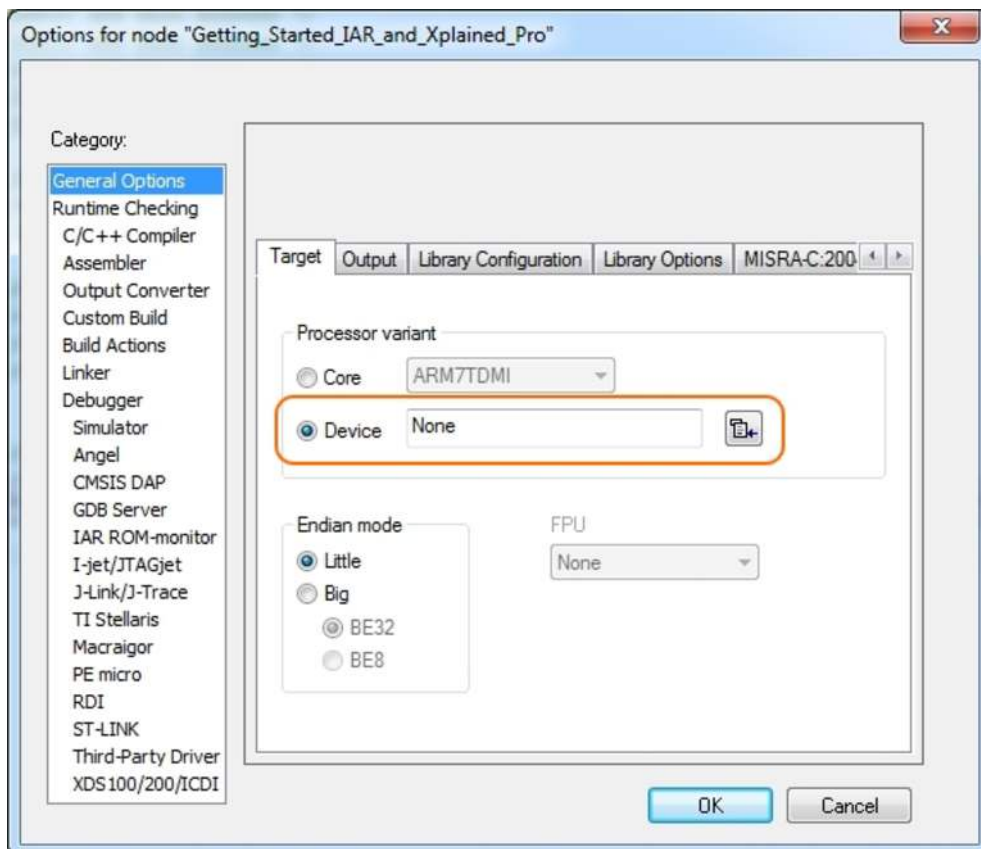 Options for node "Getting_Started_IAR_and_Xplained_Pro"
Category:
General Options
Runtime Checking
C/C++ Compiler
Assembler
Output Converter
Custom Build
Build Actions
Linker
Debugger
Simulator
Angel
CMSIS DAP
GDB Server
IAR ROM-monitor
I-jet/JTAGjet
J-Link/J-Trace
TI Stellaris
Macraigor
PE micro
RDI
ST-LINK
Third-Party Driver
XDS100/200/ICDI
Target Output Library Configuration Library Options MISRA-C:200
Processor variant
Core ARM7TDMI
Device None
Endian mode
Little
Big
BE32
BE8
FPU
None
OK Cancel